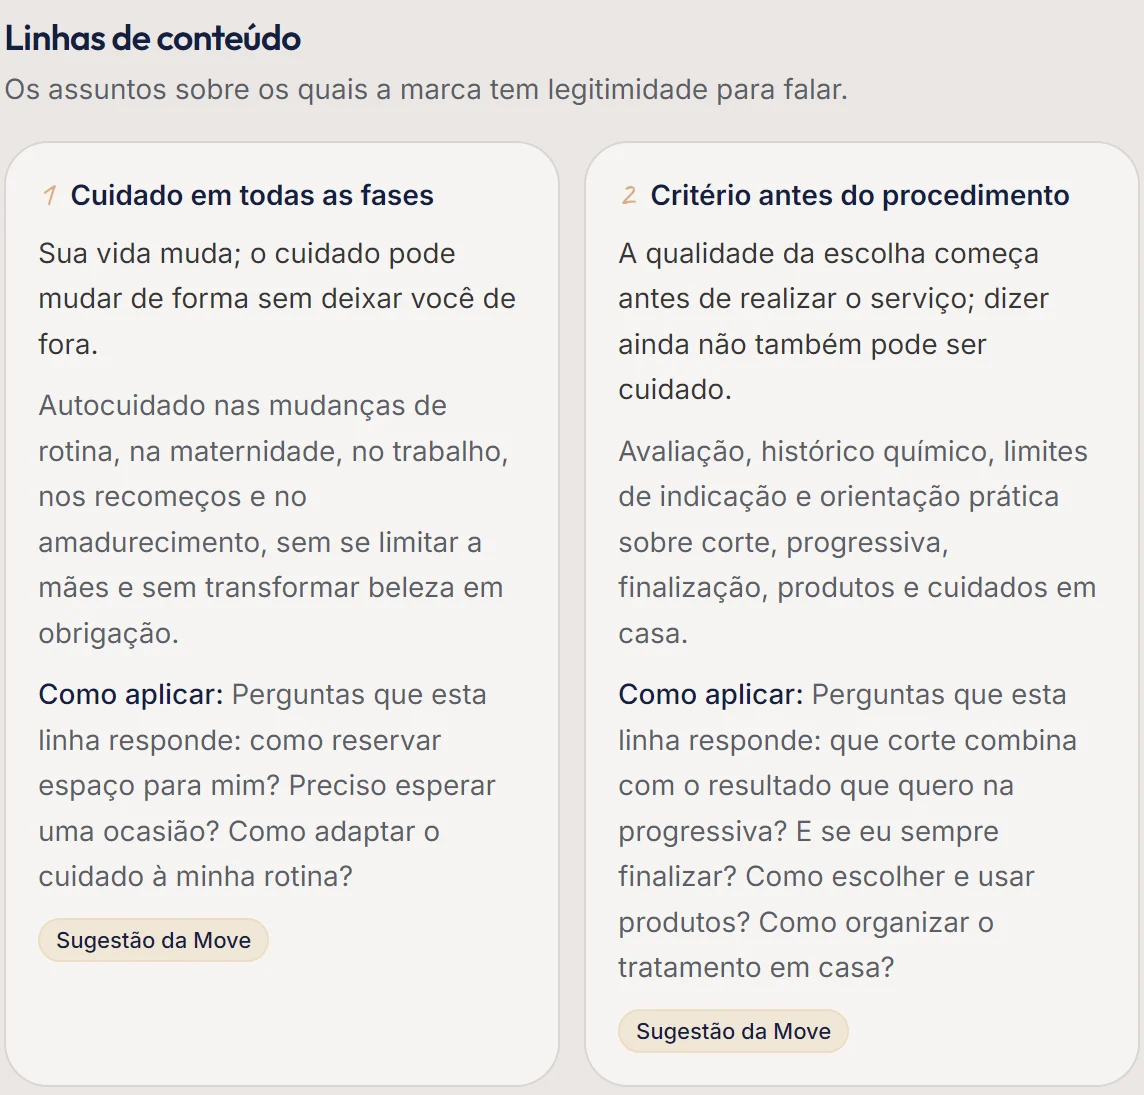 Linhas de conteúdo
Os assuntos sobre os quais a marca tem legitimidade para falar.
1 Cuidado em todas as fases
Sua vida muda; o cuidado pode
mudar de forma sem deixar você de
fora.
Autocuidado nas mudanças de
rotina, na maternidade, no trabalho,
nos recomeços e no
amadurecimento, sem se limitar a
mães e sem transformar beleza em
obrigação.
Como aplicar: Perguntas que esta
linha responde: como reservar
espaço para mim? Preciso esperar
uma ocasião? Como adaptar o
cuidado à minha rotina?
Sugestão da Move
2 Critério antes do procedimento
A qualidade da escolha começa
antes de realizar o serviço; dizer
ainda não também pode ser
cuidado.
Avaliação, histórico químico, limites
de indicação e orientação prática
sobre corte, progressiva,
finalização, produtos e cuidados em
casa.
Como aplicar: Perguntas que esta
linha responde: que corte combina
com o resultado que quero na
progressiva? E se eu sempre
finalizar? Como escolher e usar
produtos? Como organizar o
tratamento em casa?
Sugestão da Move